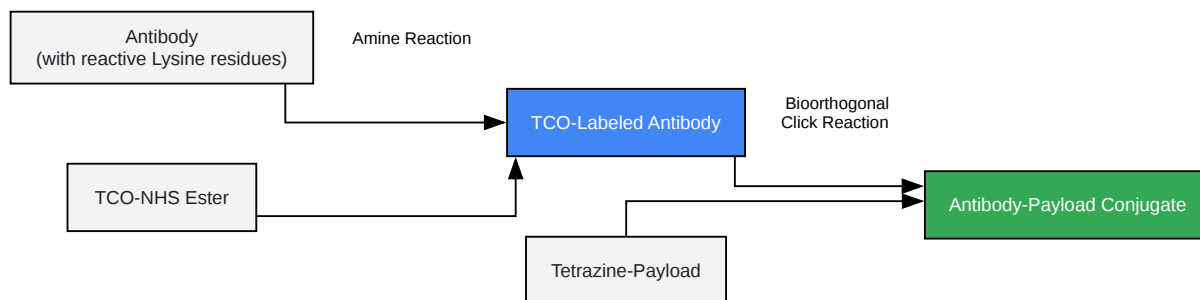 Antibody
(with reactive Lysine residues)
Amine Reaction
TCO-Labeled Antibody
Bioorthogonal
Click Reaction
TCO-NHS Ester
Antibody-Payload Conjugate
Tetrazine-Payload